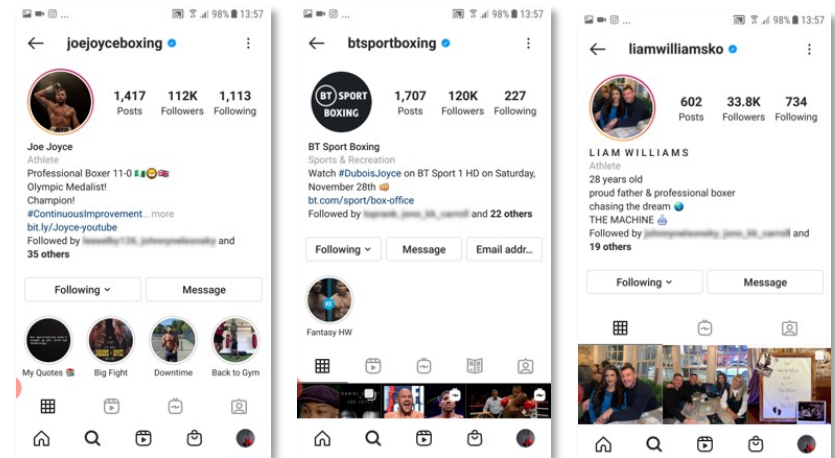 ... 98% 13:57
joejoyceboxing
1,417 112K 1,113
Posts Followers Following
Joe Joyce
Athlete
Professional Boxer 11-0
Olympic Medalist!
Champion!
#ContinuousImprovement... more
bit.ly/Joyce-youtube
Followed by and
35 others
Following Message
My Quotes Big Fight Downtime Back to Gym
... 98% 13:57
btsportboxing
BT SPORT
BOXING
1,707 120K 227
Posts Followers Following
BT Sport Boxing
Sports & Recreation
Watch #DuboisJoyce on BT Sport 1 HD on Saturday,
November 28th
bt.com/sport/box-office
Followed by and 22 others
Following Message Email addr...
Fantasy HW
... 98% 13:57
liamwilliamsko
602 33.8K 734
Posts Followers Following
L I A M W I L L I A M S
Athlete
28 years old
proud father & professional boxer
chasing the dream
THE MACHINE
Followed by and
19 others
Following Message